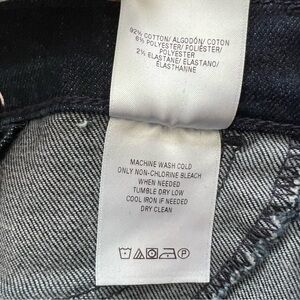 92% COTTON/ ALGODÓN/ COTON
6% POLYESTER/ POLIÉSTER/
POLYESTER
2% ELASTANE/ ELASTANO/
ELASTHANNE
MACHINE WASH COLD
ONLY NON-CHLORINE BLEACH
WHEN NEEDED
TUMBLE DRY LOW
COOL IRON IF NEEDED
DRY CLEAN
P